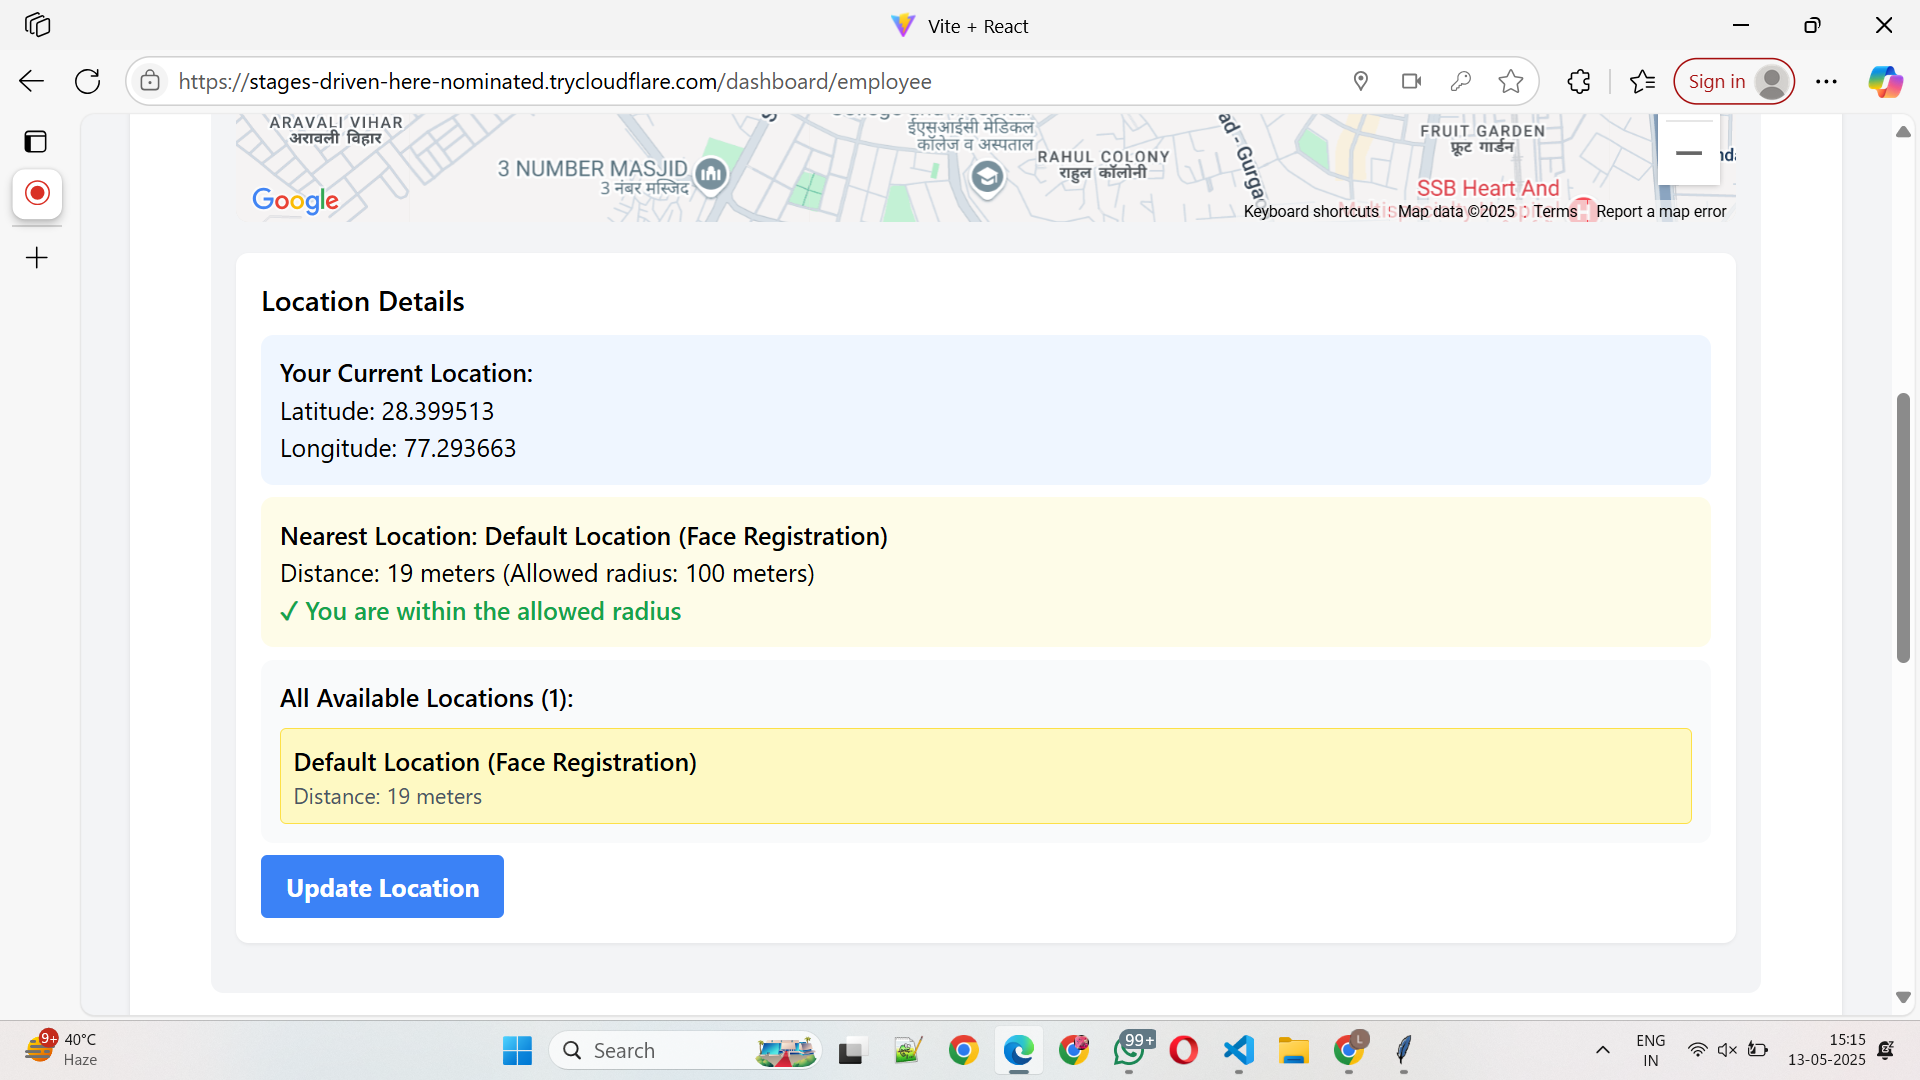 Vite + React
https://stages-driven-here-nominated.trycloudflare.com/dashboard/employee
Sign in
ARAVALI VIHAR
अरावली विहार
3 NUMBER MASJID
3 नंबर मस्जिद
ईएसआईसी मेडिकल
कॉलेज व अस्पताल
RAHUL COLONY
राहुल कॉलोनी
ad - Gurgao
FRUIT GARDEN
फ्रूट गार्डन
SSB Heart And
Google
Keyboard shortcuts
Map data ©2025
Terms
Report a map error
Location Details
Your Current Location:
Latitude: 28.399513
Longitude: 77.293663
Nearest Location: Default Location (Face Registration)
Distance: 19 meters (Allowed radius: 100 meters)
✓ You are within the allowed radius
All Available Locations (1):
Default Location (Face Registration)
Distance: 19 meters
Update Location
9+
40°C
Haze
Search
99+
L
ENG
IN
15:15
13-05-2025